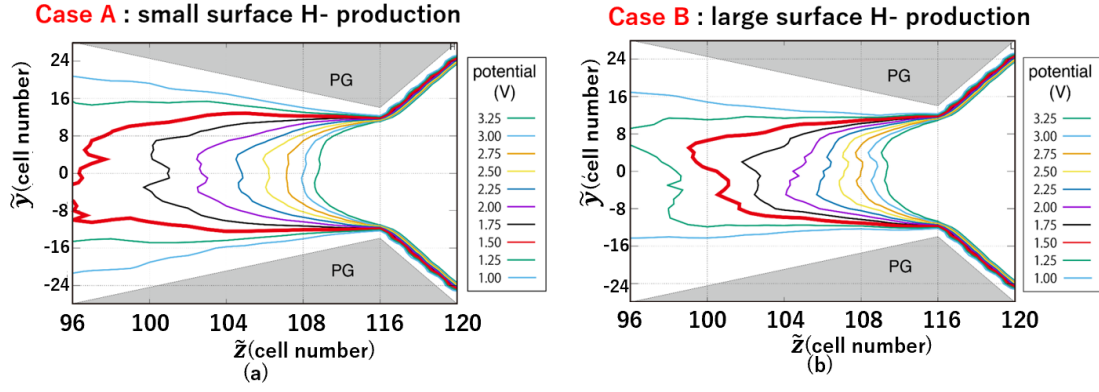 Case A : small surface H- production
24
16
8
0
-8
-16
-24
ỹ(cell number)
PG
PG
H
96 100 104 108 116 120
z̃(cell number)
(a)
potential
(V)
3.25
3.00
2.75
2.50
2.25
2.00
1.75
1.50
1.25
1.00
Case B : large surface H- production
24
16
8
0
-8
-16
-24
ỹ(cell number)
PG
PG
L
96 100 104 108 116 120
z̃(cell number)
(b)
potential
(V)
3.25
3.00
2.75
2.50
2.25
2.00
1.75
1.50
1.25
1.00